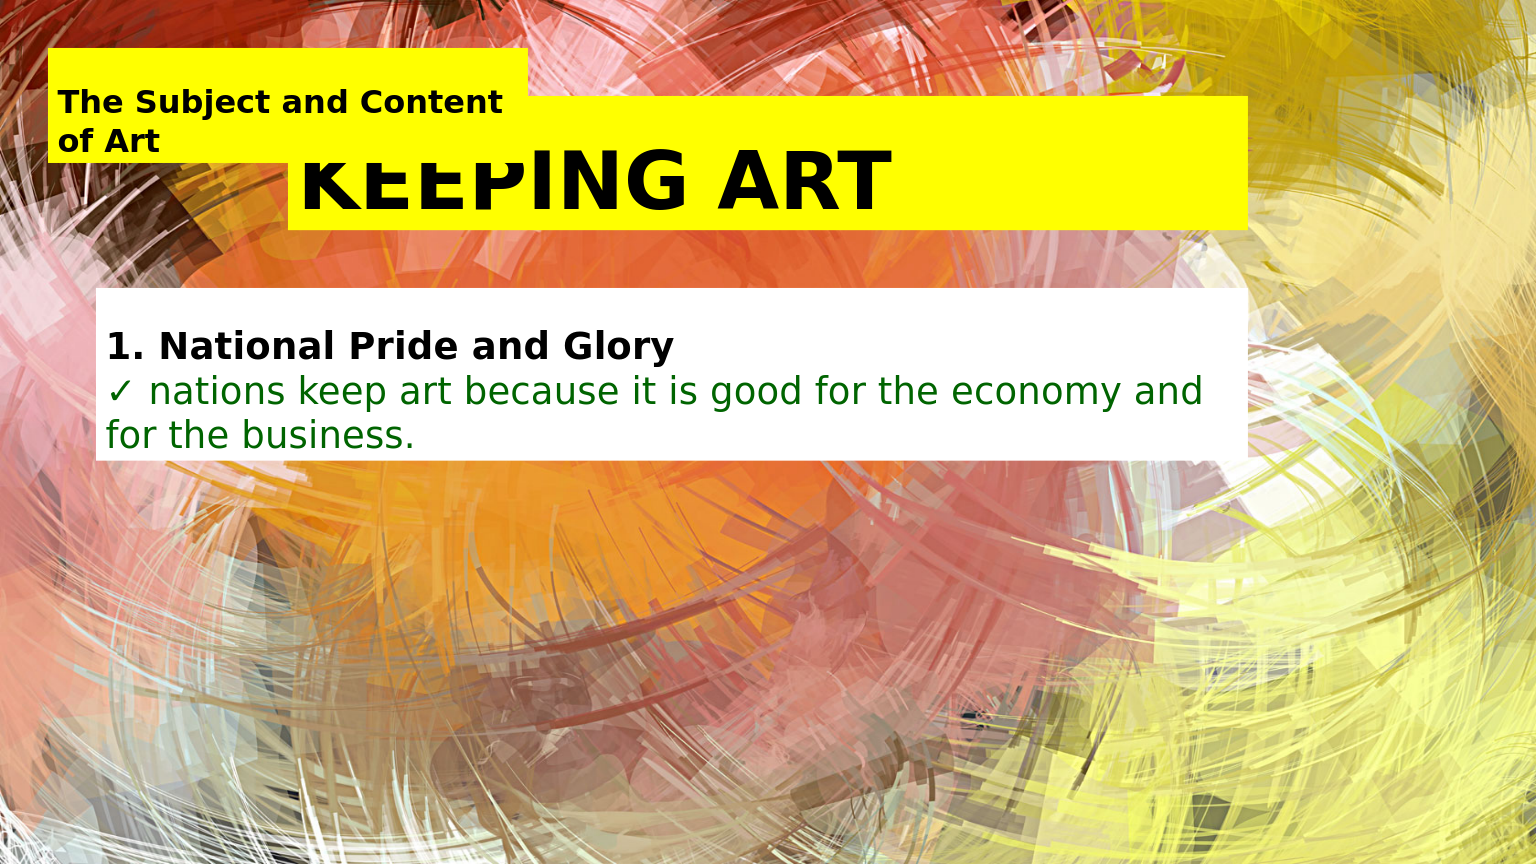 The Subject and Content
of Art
KEEPING ART
1. National Pride and Glory
✓ nations keep art because it is good for the economy and
for the business.